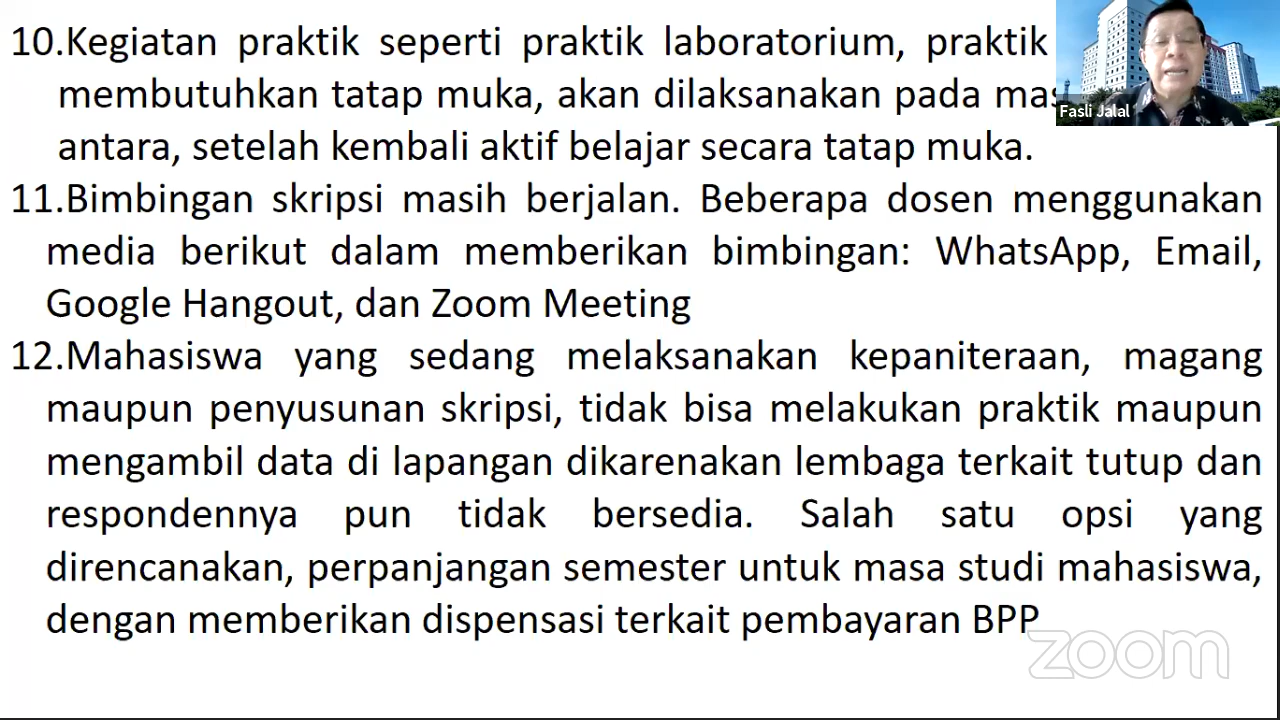 10.Kegiatan praktik seperti praktik laboratorium, praktik
membutuhkan tatap muka, akan dilaksanakan pada
antara, setelah kembali aktif belajar secara tatap muka.
11.Bimbingan skripsi masih berjalan. Beberapa dosen menggunakan
media berikut dalam memberikan bimbingan: WhatsApp, Email,
Google Hangout, dan Zoom Meeting
12.Mahasiswa yang sedang melaksanakan kepaniteraan, magang
maupun penyusunan skripsi, tidak bisa melakukan praktik maupun
mengambil data di lapangan dikarenakan lembaga terkait tutup dan
respondennya pun tidak bersedia. Salah satu opsi yang
direncanakan, perpanjangan semester untuk masa studi mahasiswa,
dengan memberikan dispensasi terkait pembayaran BPP
Fasli Jalal
zoom